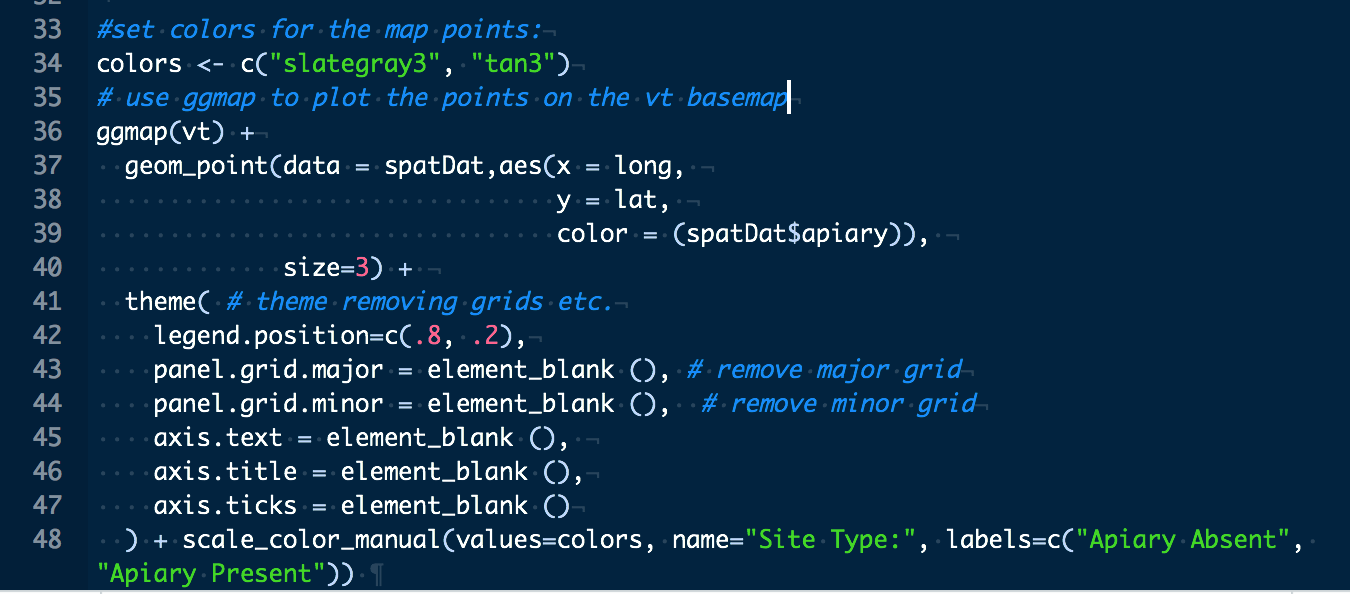 33 #set colors for the map points:
34 colors <- c("slategray3", "tan3")
35 # use ggmap to plot the points on the vt basemap
36 ggmap(vt) +
37   geom_point(data = spatDat,aes(x = long,
38                                 y = lat,
39                                 color = (spatDat$apiary)),
40              size=3) +
41   theme( # theme removing grids etc.
42     legend.position=c(.8, .2),
43     panel.grid.major = element_blank (), # remove major grid
44     panel.grid.minor = element_blank (),  # remove minor grid
45     axis.text = element_blank (),
46     axis.title = element_blank (),
47     axis.ticks = element_blank ()
48   ) + scale_color_manual(values=colors, name="Site Type:", labels=c("Apiary Absent",
"Apiary Present"))